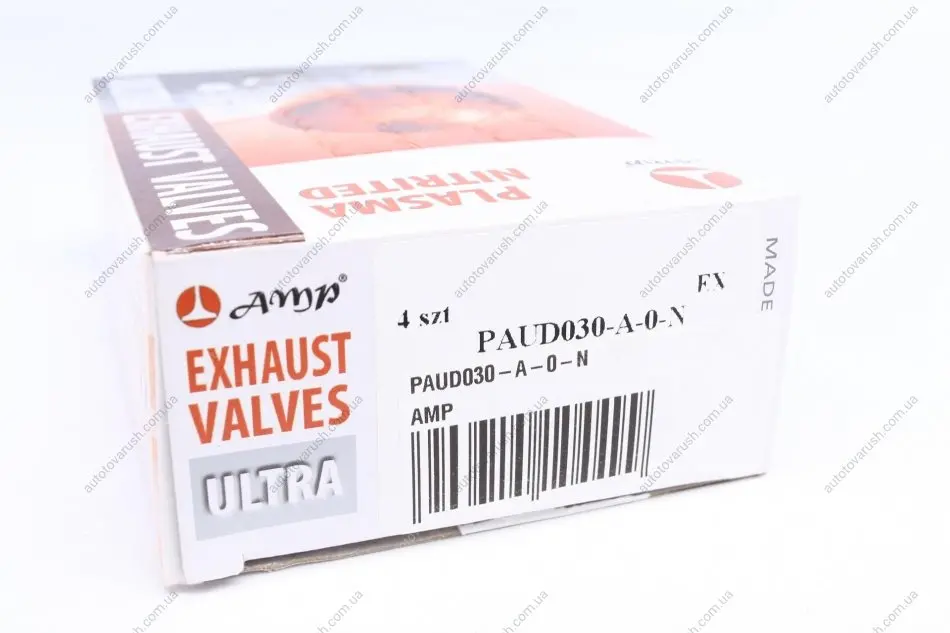 EXHAUST VALVES
PLASMA
NITRITED
AMP®
EXHAUST
VALVES
ULTRA
4 szt
EX
PAUD030-A-0-N
PAUD030-A-0-N
AMP
MADE
autotovarush.com.ua